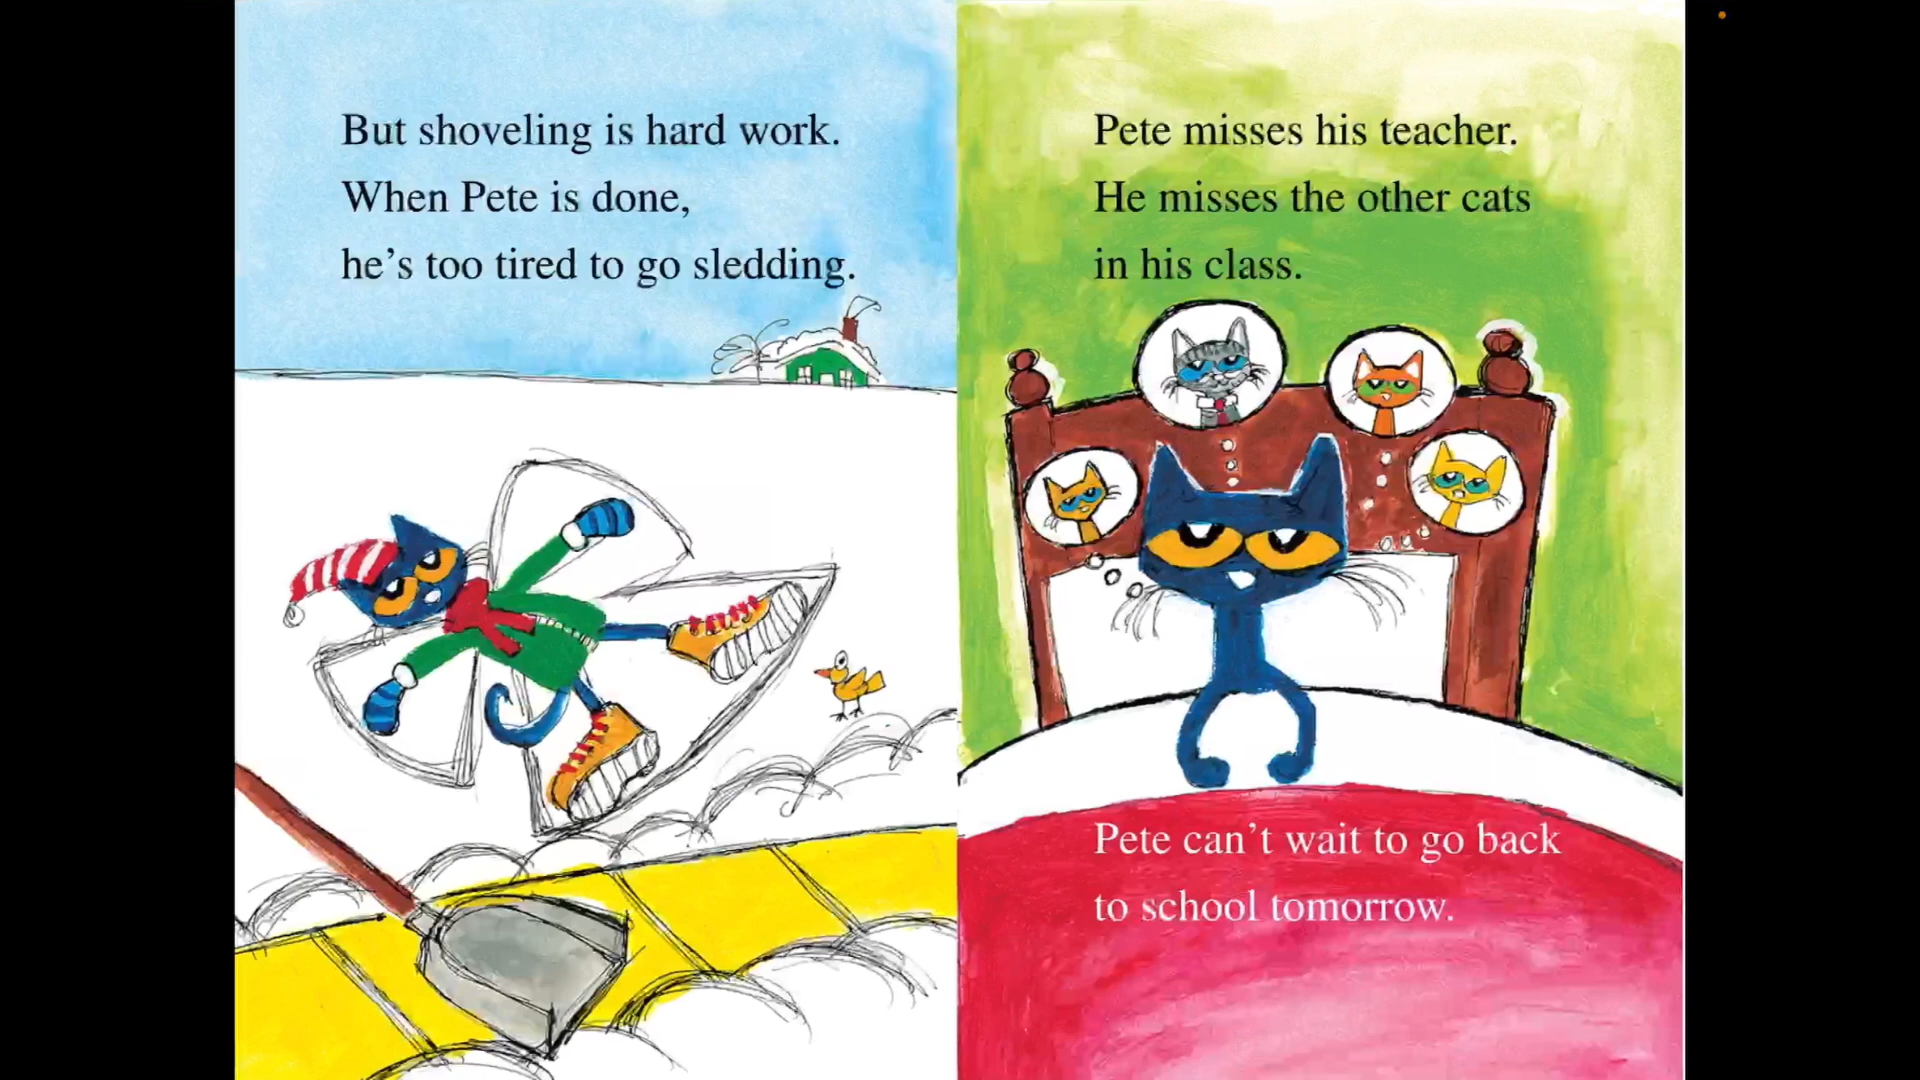 But shoveling is hard work.
When Pete is done,
he's too tired to go sledding.
Pete misses his teacher.
He misses the other cats
in his class.
Pete can't wait to go back
to school tomorrow.